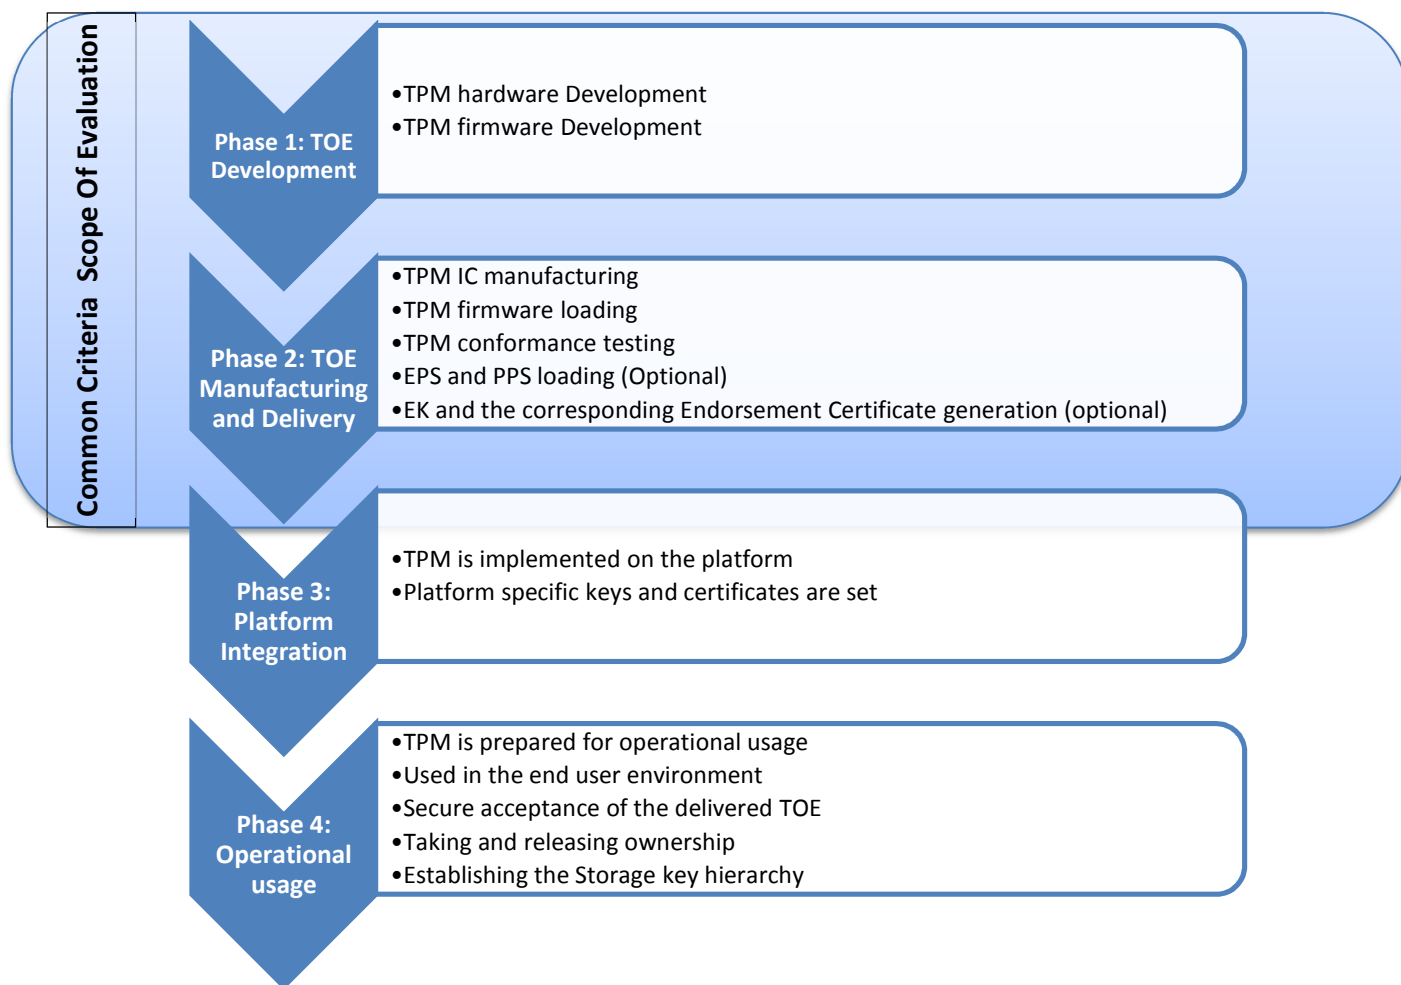 Common Criteria  Scope Of Evaluation
Phase 1: TOE
Development
•TPM hardware Development
•TPM firmware Development
Phase 2: TOE
Manufacturing
and Delivery
•TPM IC manufacturing
•TPM firmware loading
•TPM conformance testing
•EPS and PPS loading (Optional)
•EK and the corresponding Endorsement Certificate generation (optional)
Phase 3:
Platform
Integration
•TPM is implemented on the platform
•Platform specific keys and certificates are set
Phase 4:
Operational
usage
•TPM is prepared for operational usage
•Used in the end user environment
•Secure acceptance of the delivered TOE
•Taking and releasing ownership
•Establishing the Storage key hierarchy